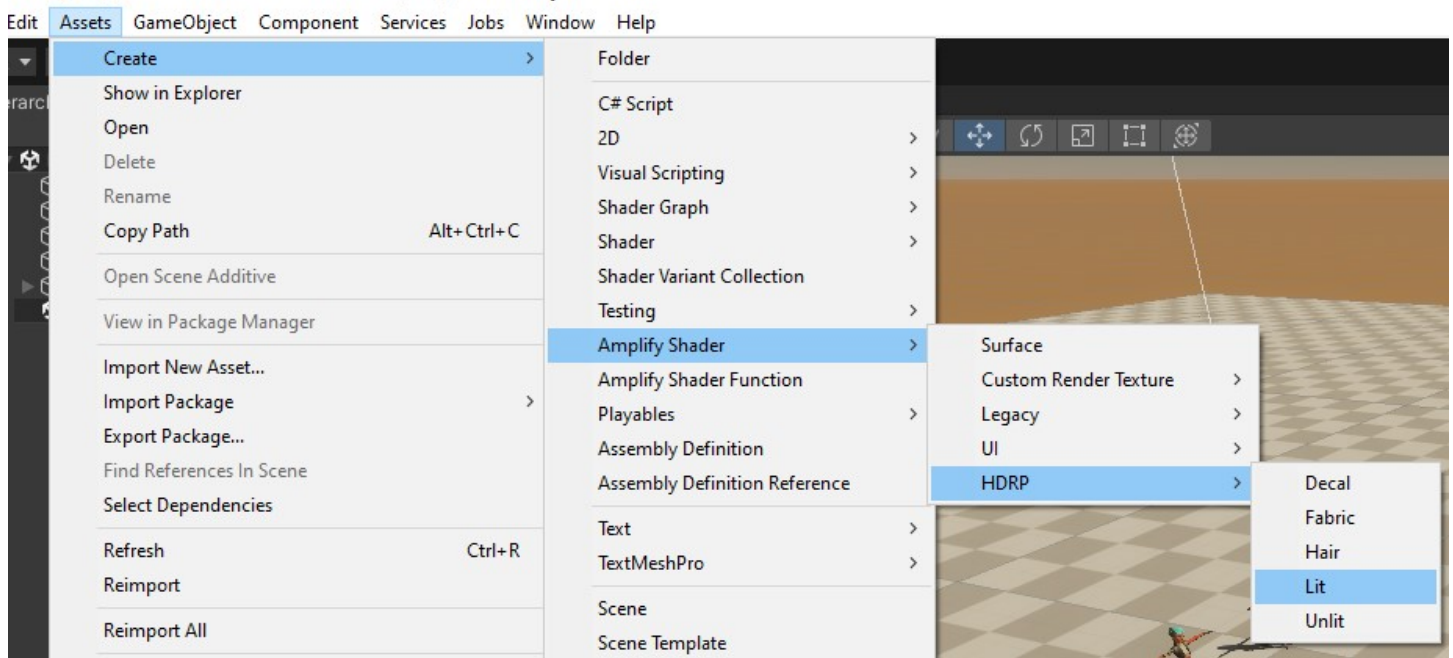 Edit Assets GameObject Component Services Jobs Window Help
Create
Show in Explorer
Open
Delete
Rename
Copy Path Alt+Ctrl+C
Open Scene Additive
View in Package Manager
Import New Asset...
Import Package
Export Package...
Find References In Scene
Select Dependencies
Refresh Ctrl+R
Reimport
Reimport All
Folder
C# Script
2D
Visual Scripting
Shader Graph
Shader
Shader Variant Collection
Testing
Amplify Shader
Amplify Shader Function
Playables
Assembly Definition
Assembly Definition Reference
Text
TextMeshPro
Scene
Scene Template
Surface
Custom Render Texture
Legacy
UI
HDRP
Decal
Fabric
Hair
Lit
Unlit